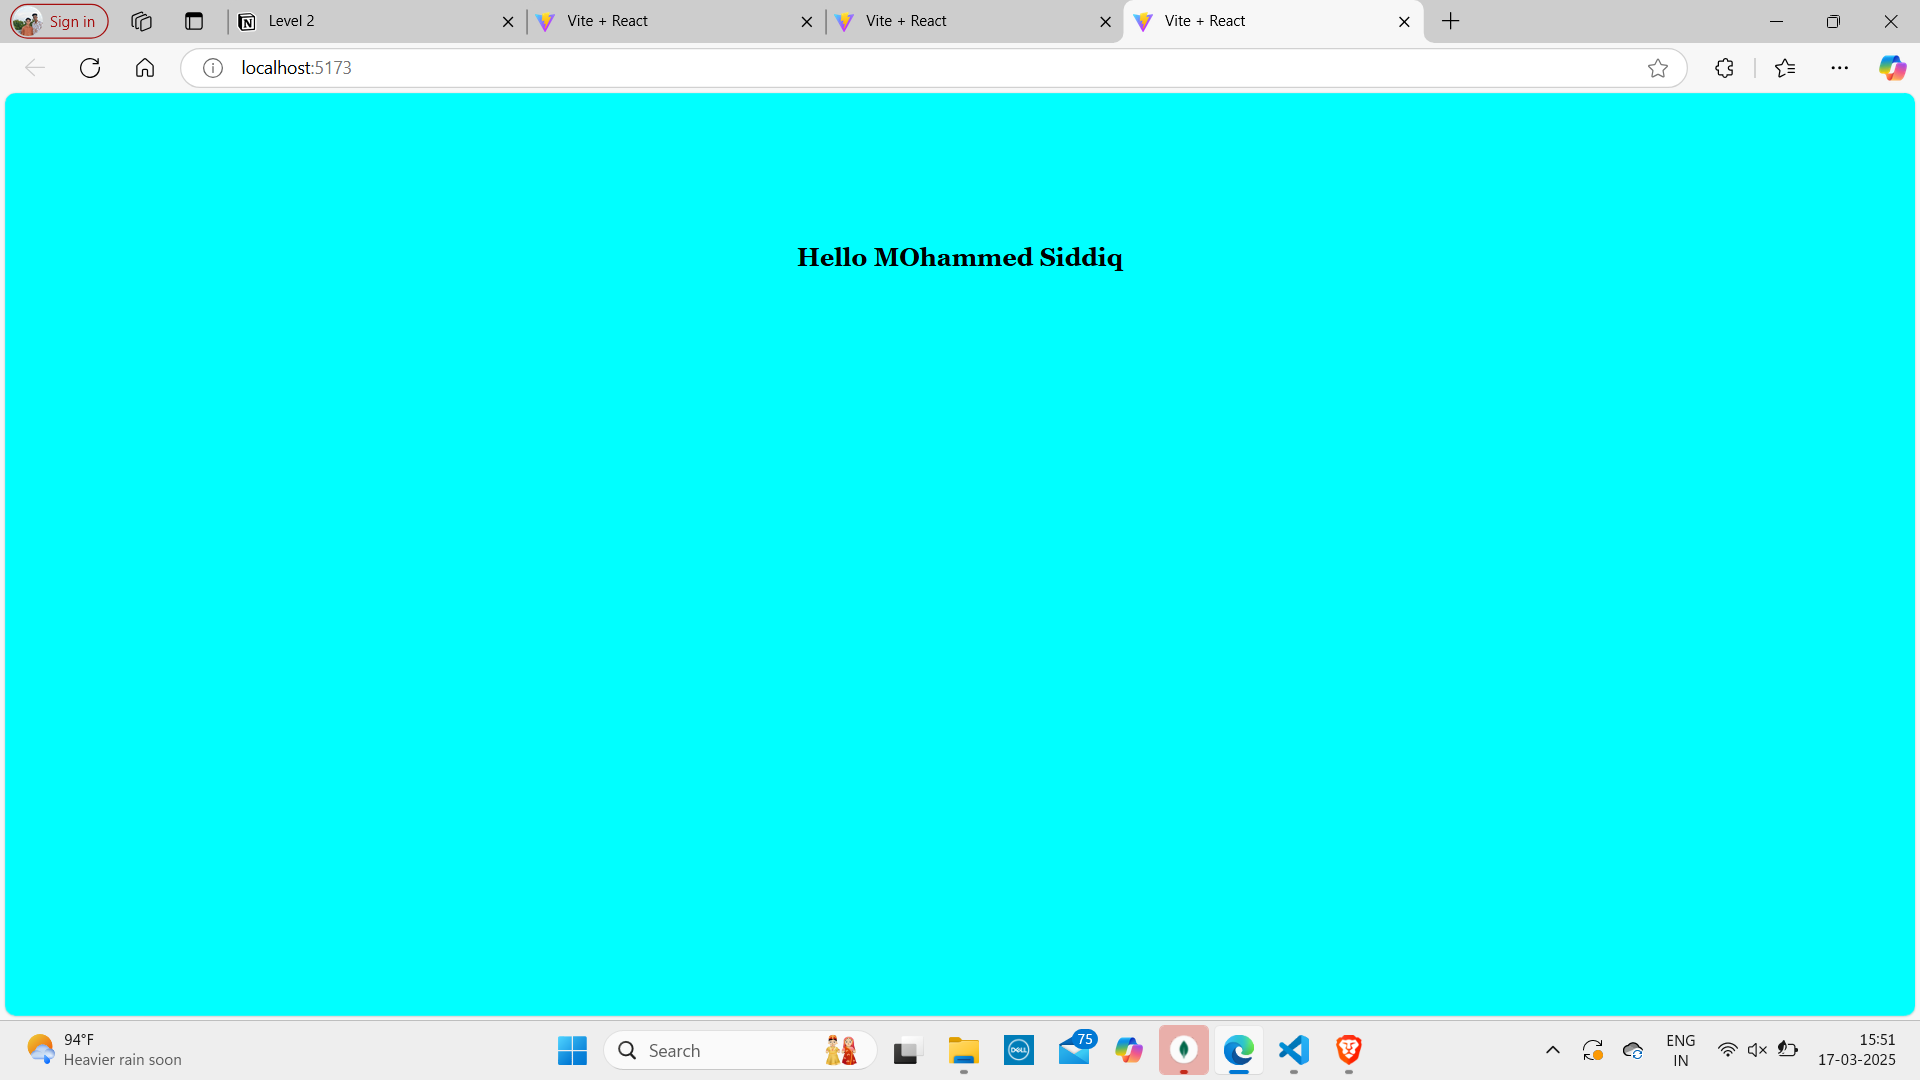 Sign in
Level 2
Vite + React
Vite + React
Vite + React
localhost:5173
Hello MOhammed Siddiq
94°F
Heavier rain soon
Search
DELL
75
ENG
IN
15:51
17-03-2025